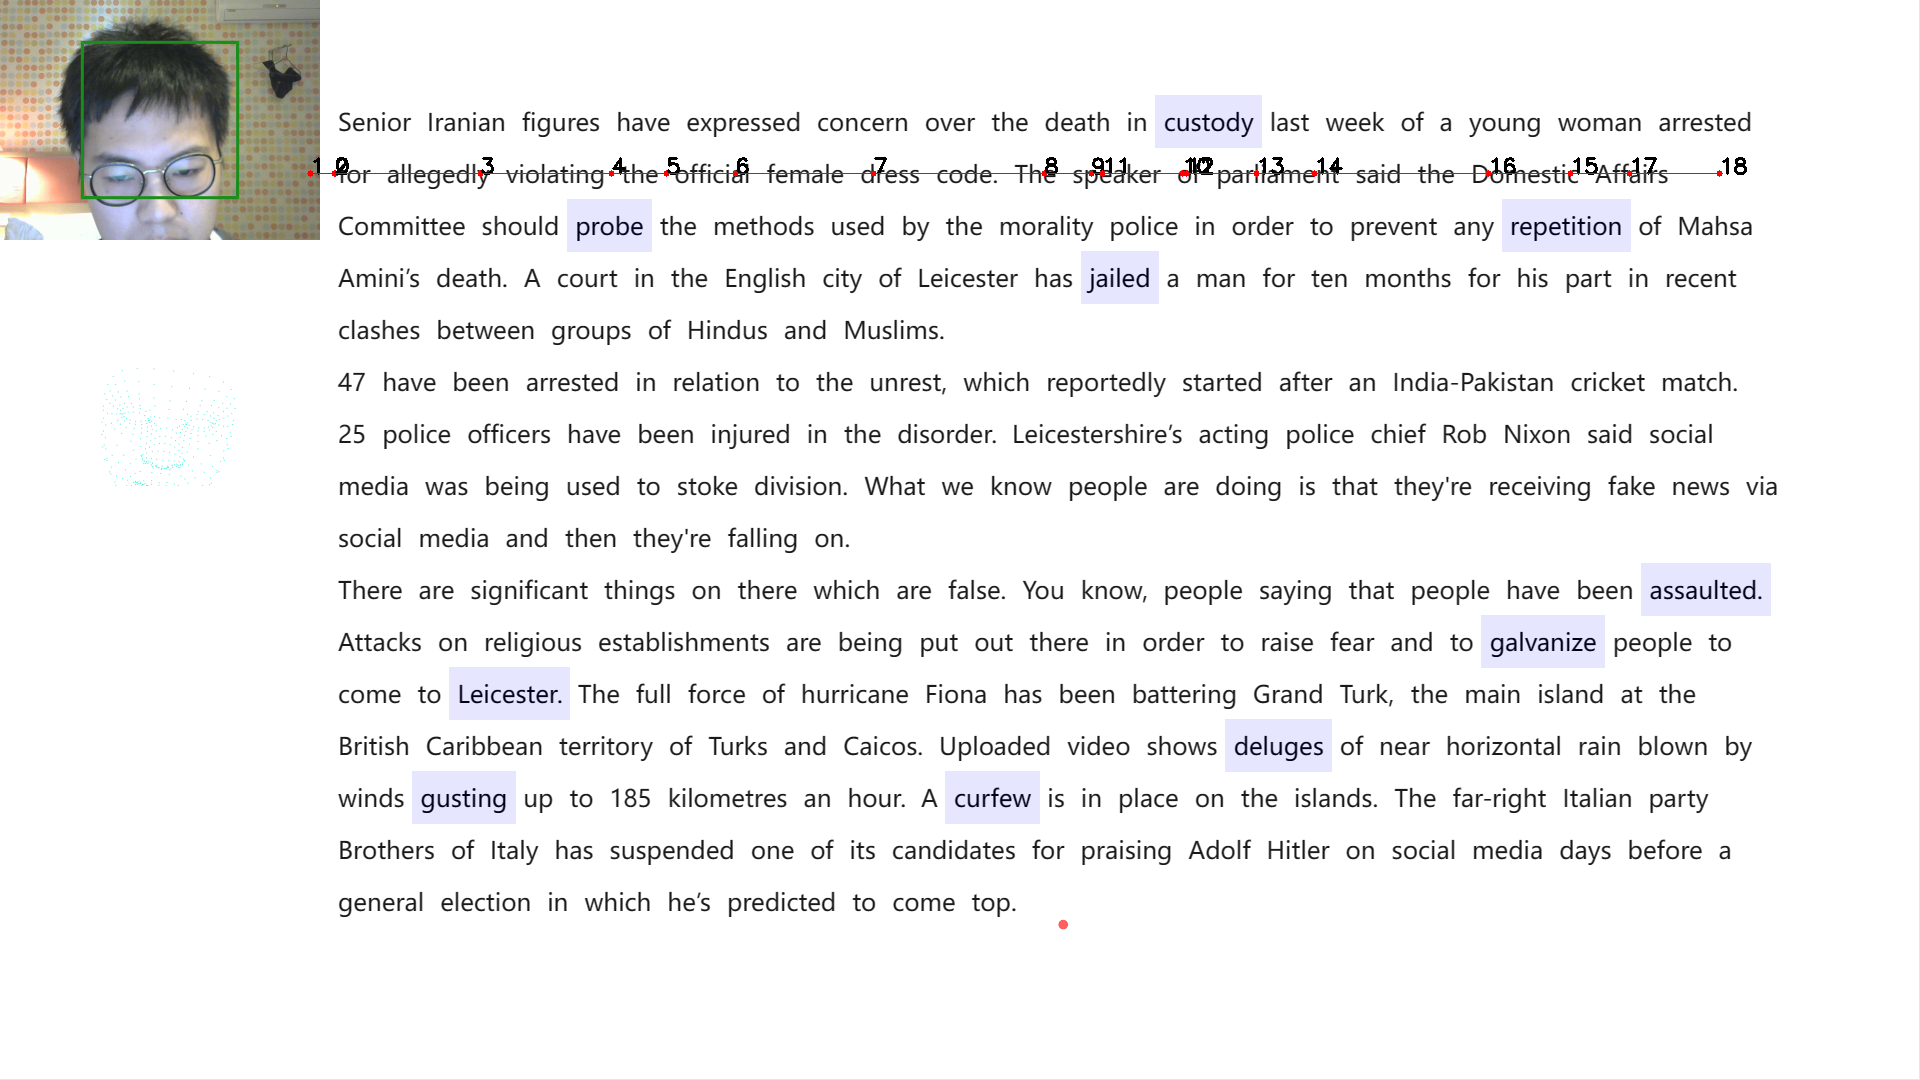 Senior Iranian figures have expressed concern over the death in custody last week of a young woman arrested
1 0 3 4 5 6 7 8 9 11 10 12 13 14 16 15 17 18
for allegedly violating the official female dress code. The speaker of parliament said the Domestic Affairs
Committee should probe the methods used by the morality police in order to prevent any repetition of Mahsa
Amini’s death. A court in the English city of Leicester has jailed a man for ten months for his part in recent
clashes between groups of Hindus and Muslims.
47 have been arrested in relation to the unrest, which reportedly started after an India-Pakistan cricket match.
25 police officers have been injured in the disorder. Leicestershire’s acting police chief Rob Nixon said social
media was being used to stoke division. What we know people are doing is that they're receiving fake news via
social media and then they're falling on.
There are significant things on there which are false. You know, people saying that people have been assaulted.
Attacks on religious establishments are being put out there in order to raise fear and to galvanize people to
come to Leicester. The full force of hurricane Fiona has been battering Grand Turk, the main island at the
British Caribbean territory of Turks and Caicos. Uploaded video shows deluges of near horizontal rain blown by
winds gusting up to 185 kilometres an hour. A curfew is in place on the islands. The far-right Italian party
Brothers of Italy has suspended one of its candidates for praising Adolf Hitler on social media days before a
general election in which he’s predicted to come top.